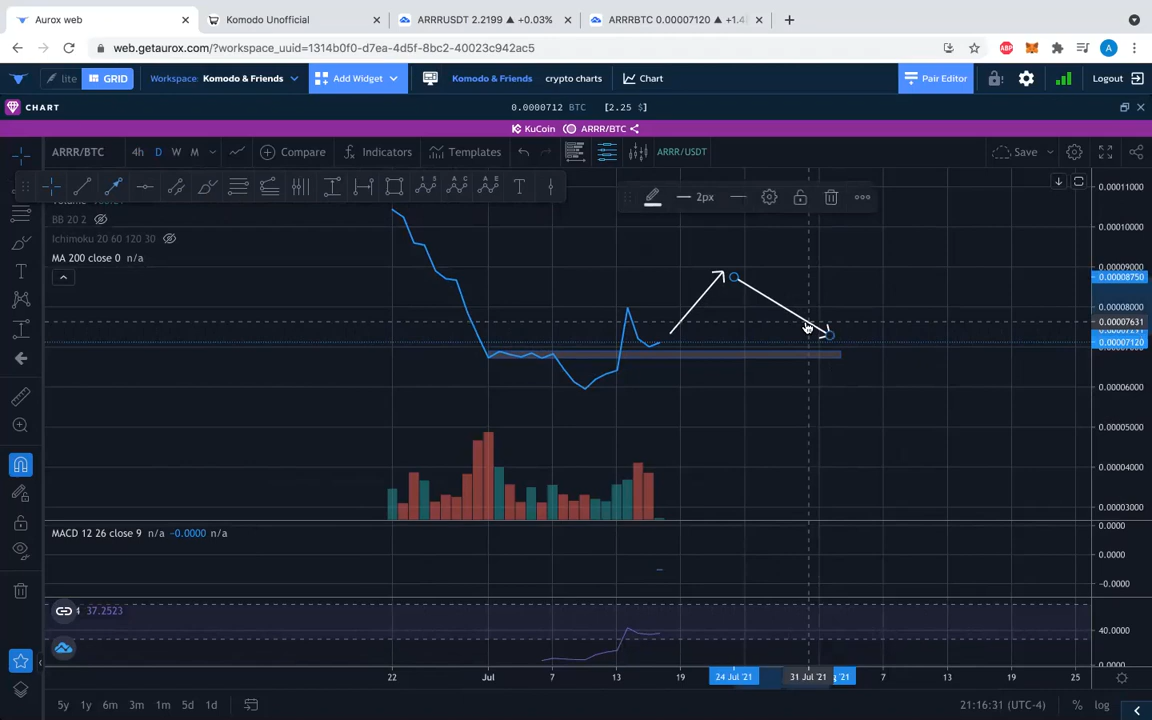 Aurox web
Komodo Unofficial
ARRRUSDT 2.2199 ▲ +0.03%
ARRRBTC 0.00007120 ▲ +1.4
web.getaurox.com/?workspace_uuid=1314b0f0-d7ea-4d5f-8bc2-40023c942ac5
ABP
A
lite
GRID
Workspace: Komodo & Friends
Add Widget
Komodo & Friends
crypto charts
Chart
Pair Editor
Logout
CHART
0.0000712 BTC [2.25 $]
KuCoin ARRR/BTC
ARRR/BTC
4h D W M
Compare
Indicators
Templates
ARRR/USDT
Save
2px
BB 20 2
Ichimoku 20 60 120 30
MA 200 close 0 n/a
0.00011000
0.00010000
0.00009000
0.00008750
0.00008000
0.00007631
0.00007120
0.00006000
0.00005000
0.00004000
0.00003000
MACD 12 26 close 9 n/a −0.0000 n/a
0.0000
0.0000
−0.0000
4 37.2523
40.0000
0.0000
22 Jul 7 13 19 24 Jul '21 31 Jul '21 '21 7 13 19 25
5y 1y 6m 3m 1m 5d 1d
21:16:31 (UTC-4)
% log